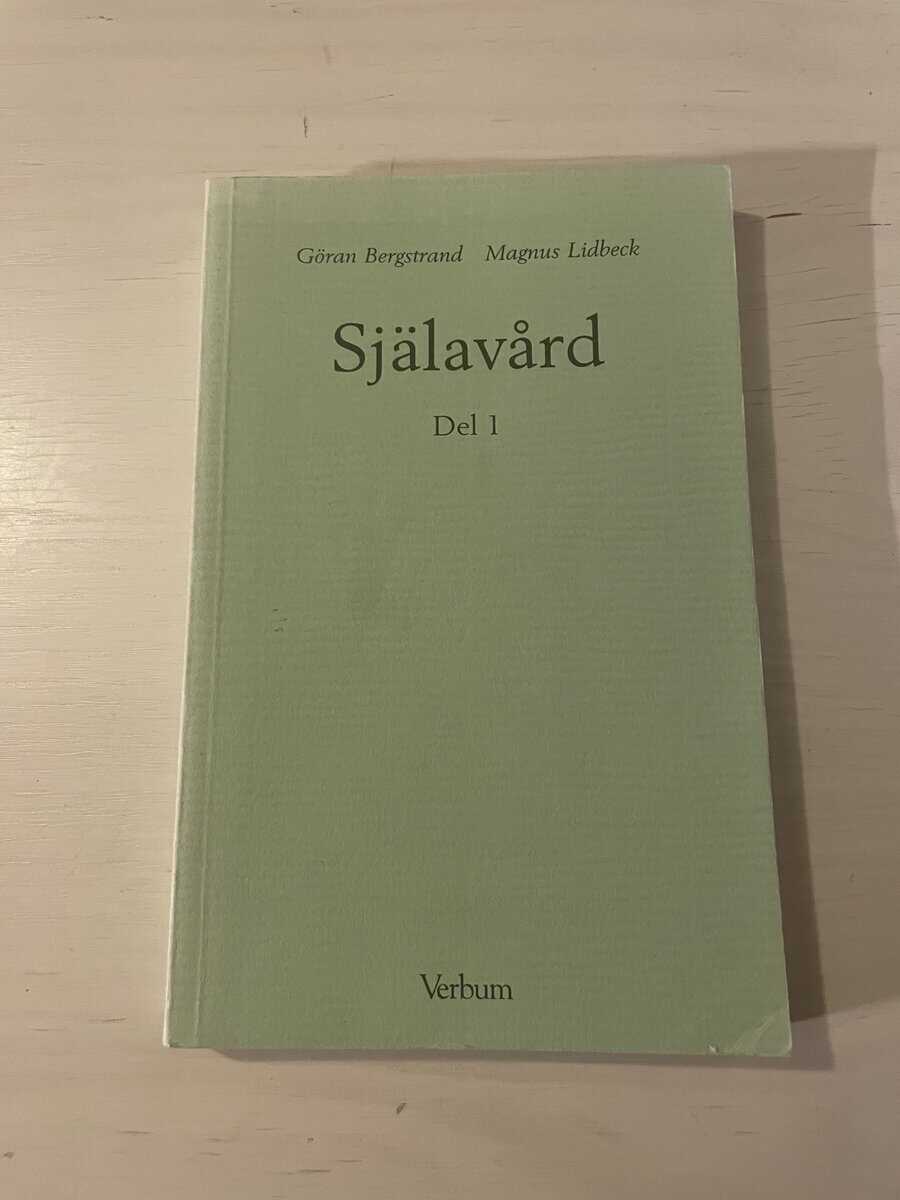 Göran Bergstrand Magnus Lidbeck
Själavård
Del 1
Verbum